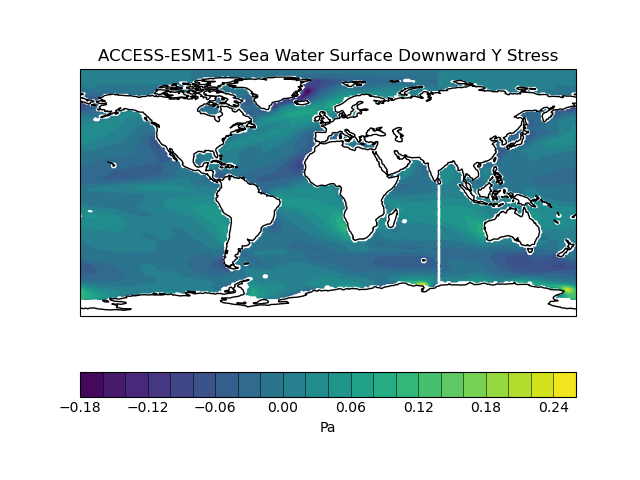 ACCESS-ESM1-5 Sea Water Surface Downward Y Stress
−0.18 −0.12 −0.06 0.00 0.06 0.12 0.18 0.24
Pa